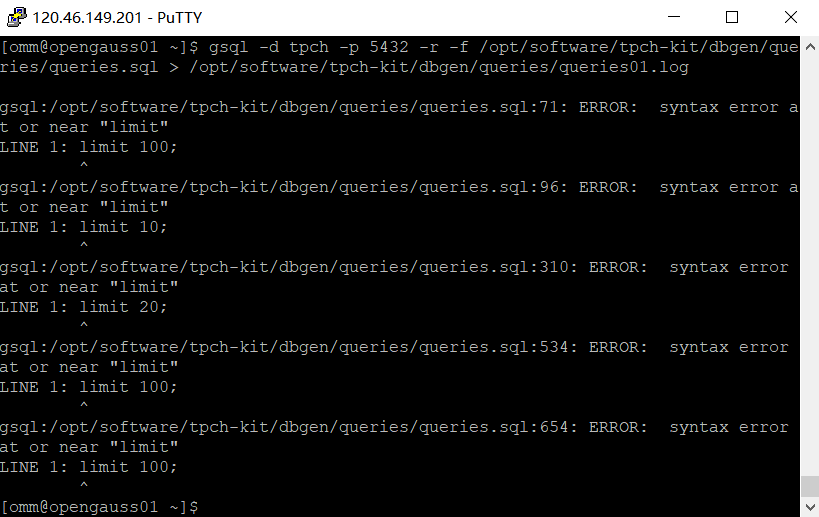 120.46.149.201 - PuTTY
[omm@opengauss01 ~]$ gsql -d tpch -p 5432 -r -f /opt/software/tpch-kit/dbgen/que
ries/queries.sql > /opt/software/tpch-kit/dbgen/queries/queries01.log
gsql:/opt/software/tpch-kit/dbgen/queries/queries.sql:71: ERROR:  syntax error a
t or near "limit"
LINE 1: limit 100;
        ^
gsql:/opt/software/tpch-kit/dbgen/queries/queries.sql:96: ERROR:  syntax error a
t or near "limit"
LINE 1: limit 10;
        ^
gsql:/opt/software/tpch-kit/dbgen/queries/queries.sql:310: ERROR:  syntax error
at or near "limit"
LINE 1: limit 20;
        ^
gsql:/opt/software/tpch-kit/dbgen/queries/queries.sql:534: ERROR:  syntax error
at or near "limit"
LINE 1: limit 100;
        ^
gsql:/opt/software/tpch-kit/dbgen/queries/queries.sql:654: ERROR:  syntax error
at or near "limit"
LINE 1: limit 100;
        ^
[omm@opengauss01 ~]$